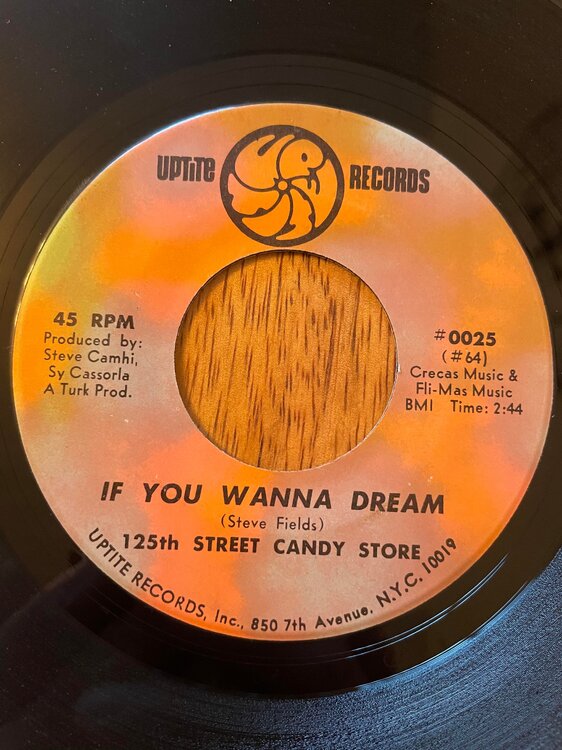 UPTITE RECORDS
45 RPM
Produced by:
Steve Camhi,
Sy Cassorla
A Turk Prod.
#0025
(#64)
Crecas Music &
Fli-Mas Music
BMI Time: 2:44
IF YOU WANNA DREAM
(Steve Fields)
125th STREET CANDY STORE
UPTITE RECORDS, Inc., 850 7th Avenue, N.Y.C. 10019